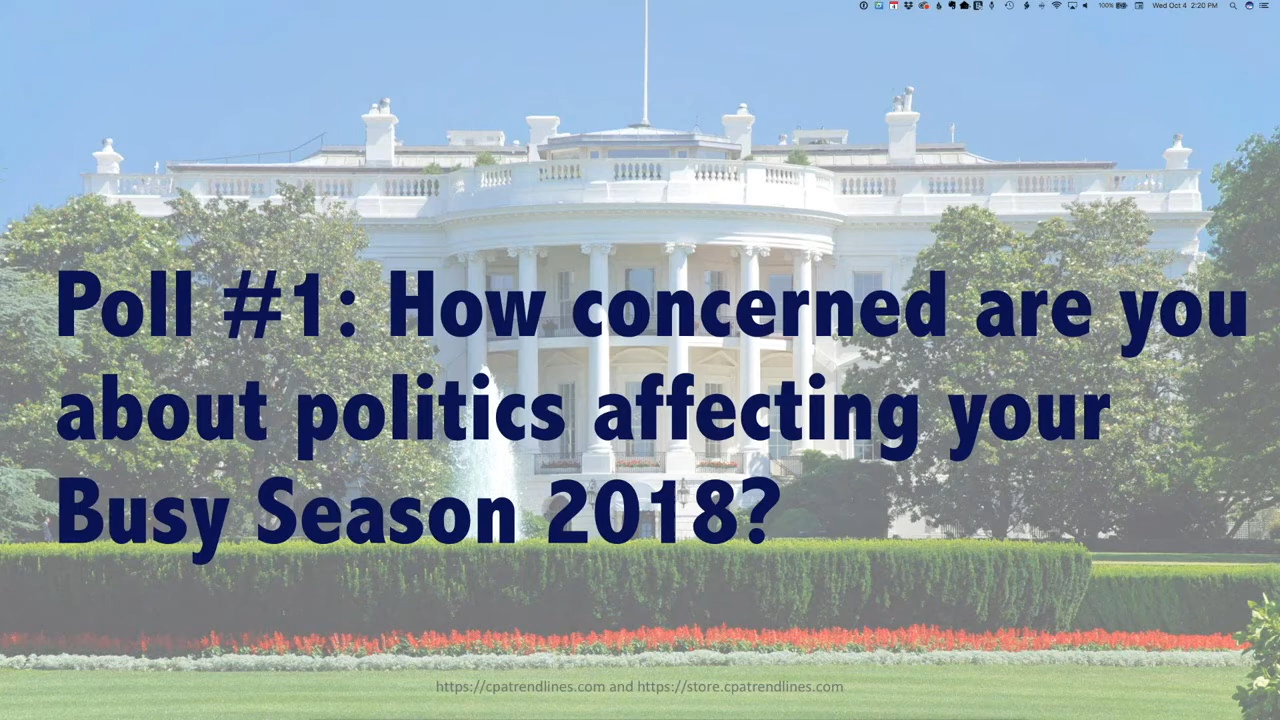 100% Wed Oct 4 2:20 PM
Poll #1: How concerned are you
about politics affecting your
Busy Season 2018?
https://cpatrendlines.com and https://store.cpatrendlines.com